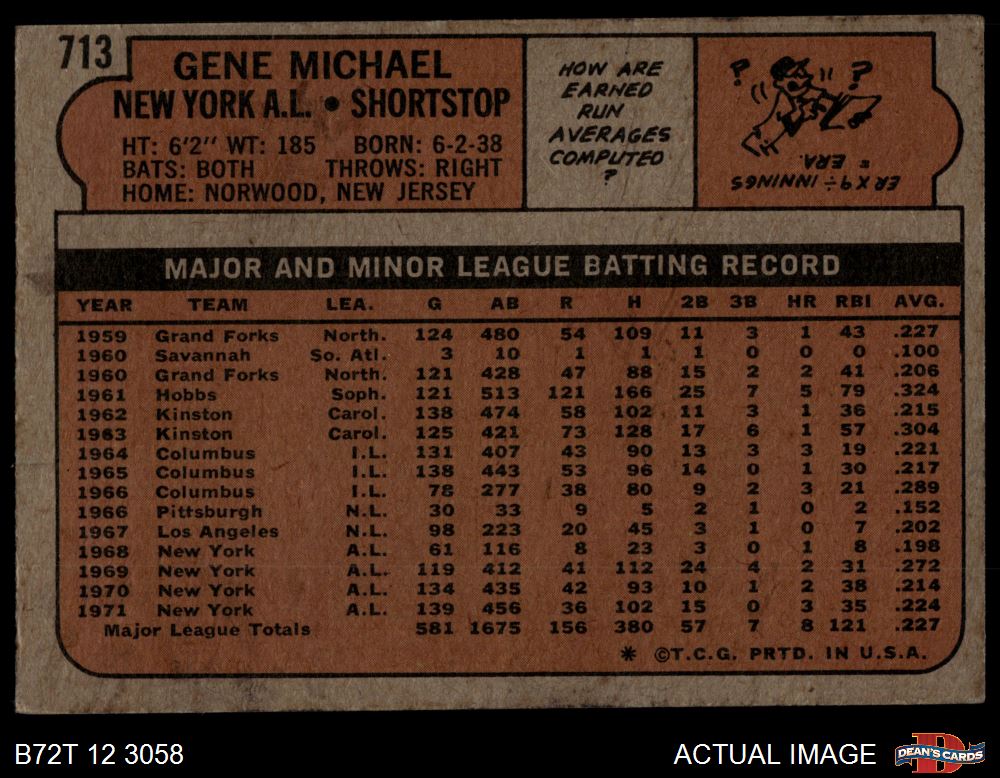 713
GENE MICHAEL
NEW YORK A.L. • SHORTSTOP
HT: 6'2" WT: 185 BORN: 6-2-38
BATS: BOTH THROWS: RIGHT
HOME: NORWOOD, NEW JERSEY
HOW ARE
EARNED
RUN
AVERAGES
COMPUTED
?
? ?
ER X 9 ÷ INNINGS
= ERA.
MAJOR AND MINOR LEAGUE BATTING RECORD
YEAR TEAM LEA. G AB R H 2B 3B HR RBI AVG.
1959 Grand Forks North. 124 480 54 109 11 3 1 43 .227
1960 Savannah So. Atl. 3 10 1 1 1 0 0 0 .100
1960 Grand Forks North. 121 428 47 88 15 2 2 41 .206
1961 Hobbs Soph. 121 513 121 166 25 7 5 79 .324
1962 Kinston Carol. 138 474 58 102 11 3 1 36 .215
1963 Kinston Carol. 125 421 73 128 17 6 1 57 .304
1964 Columbus I.L. 131 407 43 90 13 3 3 19 .221
1965 Columbus I.L. 138 443 53 96 14 0 1 30 .217
1966 Columbus I.L. 78 277 38 80 9 2 3 21 .289
1966 Pittsburgh N.L. 30 33 9 5 2 1 0 2 .152
1967 Los Angeles N.L. 98 223 20 45 3 1 0 7 .202
1968 New York A.L. 61 116 8 23 3 0 1 8 .198
1969 New York A.L. 119 412 41 112 24 4 2 31 .272
1970 New York A.L. 134 435 42 93 10 1 2 38 .214
1971 New York A.L. 139 456 36 102 15 0 3 35 .224
Major League Totals 581 1675 156 380 57 7 8 121 .227
* ©T.C.G. PRTD. IN U.S.A.
B72T 12 3058
ACTUAL IMAGE
D
DEAN'S CARDS